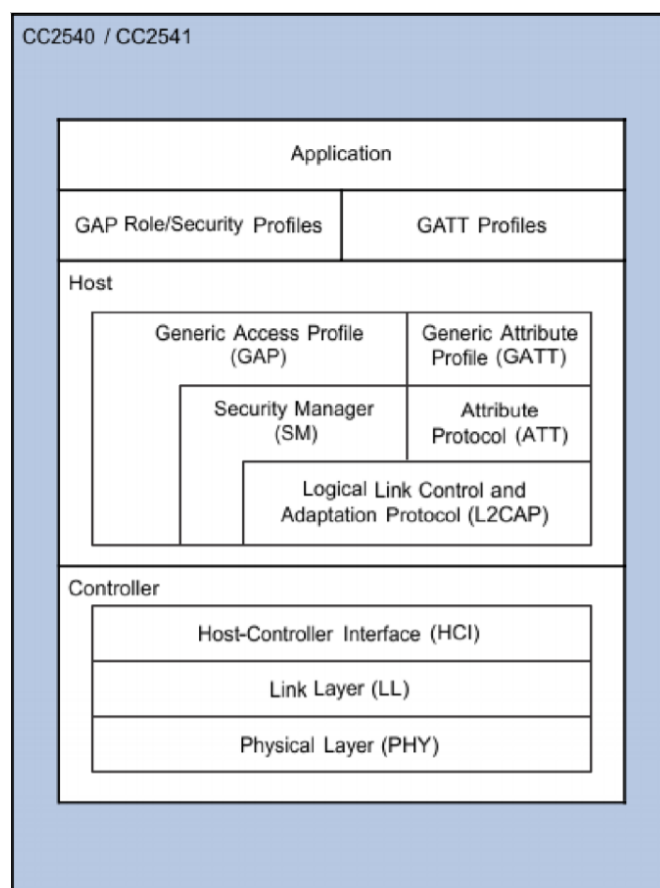 CC2540 / CC2541
Application
GAP Role/Security Profiles
GATT Profiles
Host
Generic Access Profile
(GAP)
Generic Attribute
Profile (GATT)
Security Manager
(SM)
Attribute
Protocol (ATT)
Logical Link Control and
Adaptation Protocol (L2CAP)
Controller
Host-Controller Interface (HCI)
Link Layer (LL)
Physical Layer (PHY)